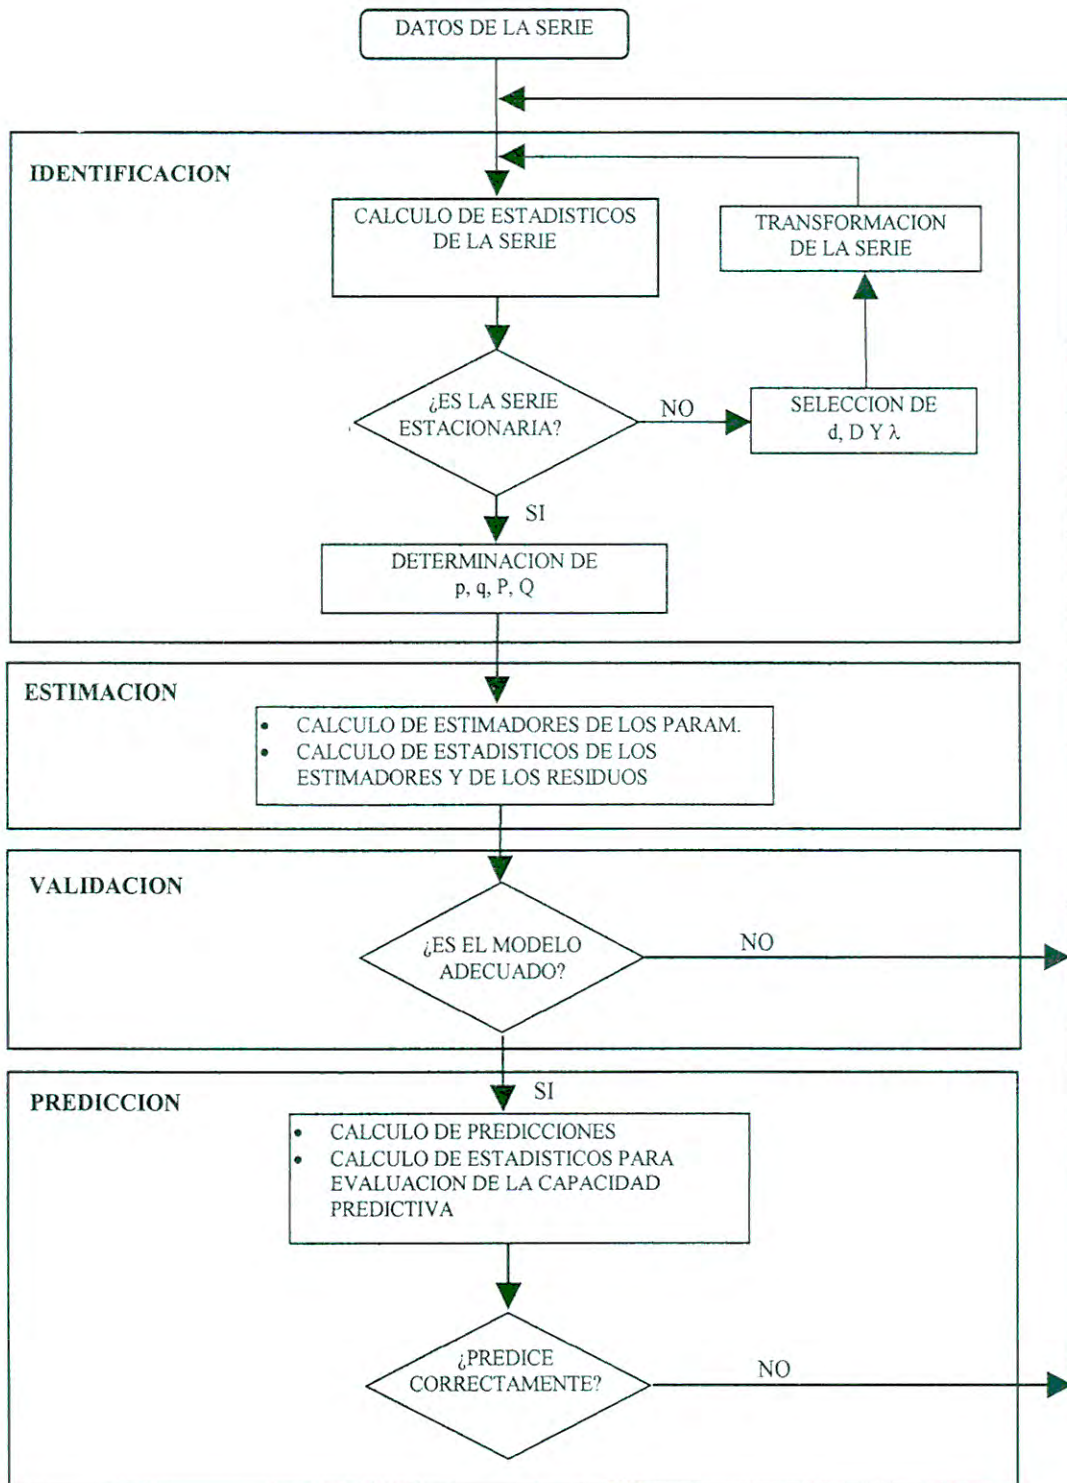 DATOS DE LA SERIE
IDENTIFICACION
CALCULO DE ESTADISTICOS
DE LA SERIE
TRANSFORMACION
DE LA SERIE
¿ES LA SERIE
ESTACIONARIA?
NO
SELECCION DE
d, D Y λ
SI
DETERMINACION DE
p, q, P, Q
ESTIMACION
• CALCULO DE ESTIMADORES DE LOS PARAM.
• CALCULO DE ESTADISTICOS DE LOS
ESTIMADORES Y DE LOS RESIDUOS
VALIDACION
¿ES EL MODELO
ADECUADO?
NO
SI
PREDICCION
• CALCULO DE PREDICCIONES
• CALCULO DE ESTADISTICOS PARA
EVALUACION DE LA CAPACIDAD
PREDICTIVA
¿PREDICE
CORRECTAMENTE?
NO